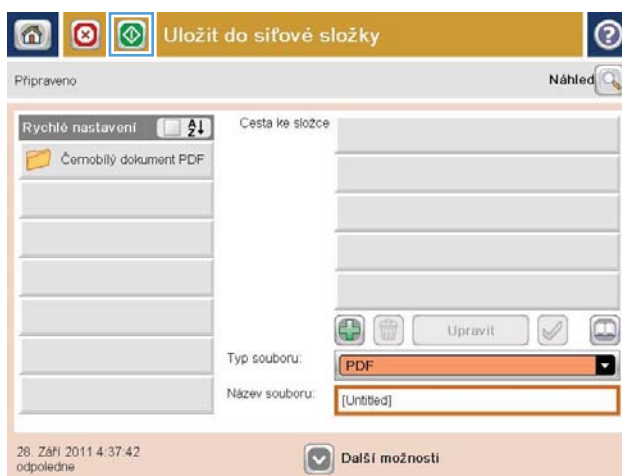 Uložit do síťové složky
Připraveno
Náhled
Rychlé nastavení
Cesta ke složce
Černobílý dokument PDF
Upravit
Typ souboru:
PDF
Název souboru:
[Untitled]
28. Září 2011 4:37:42
odpoledne
Další možnosti